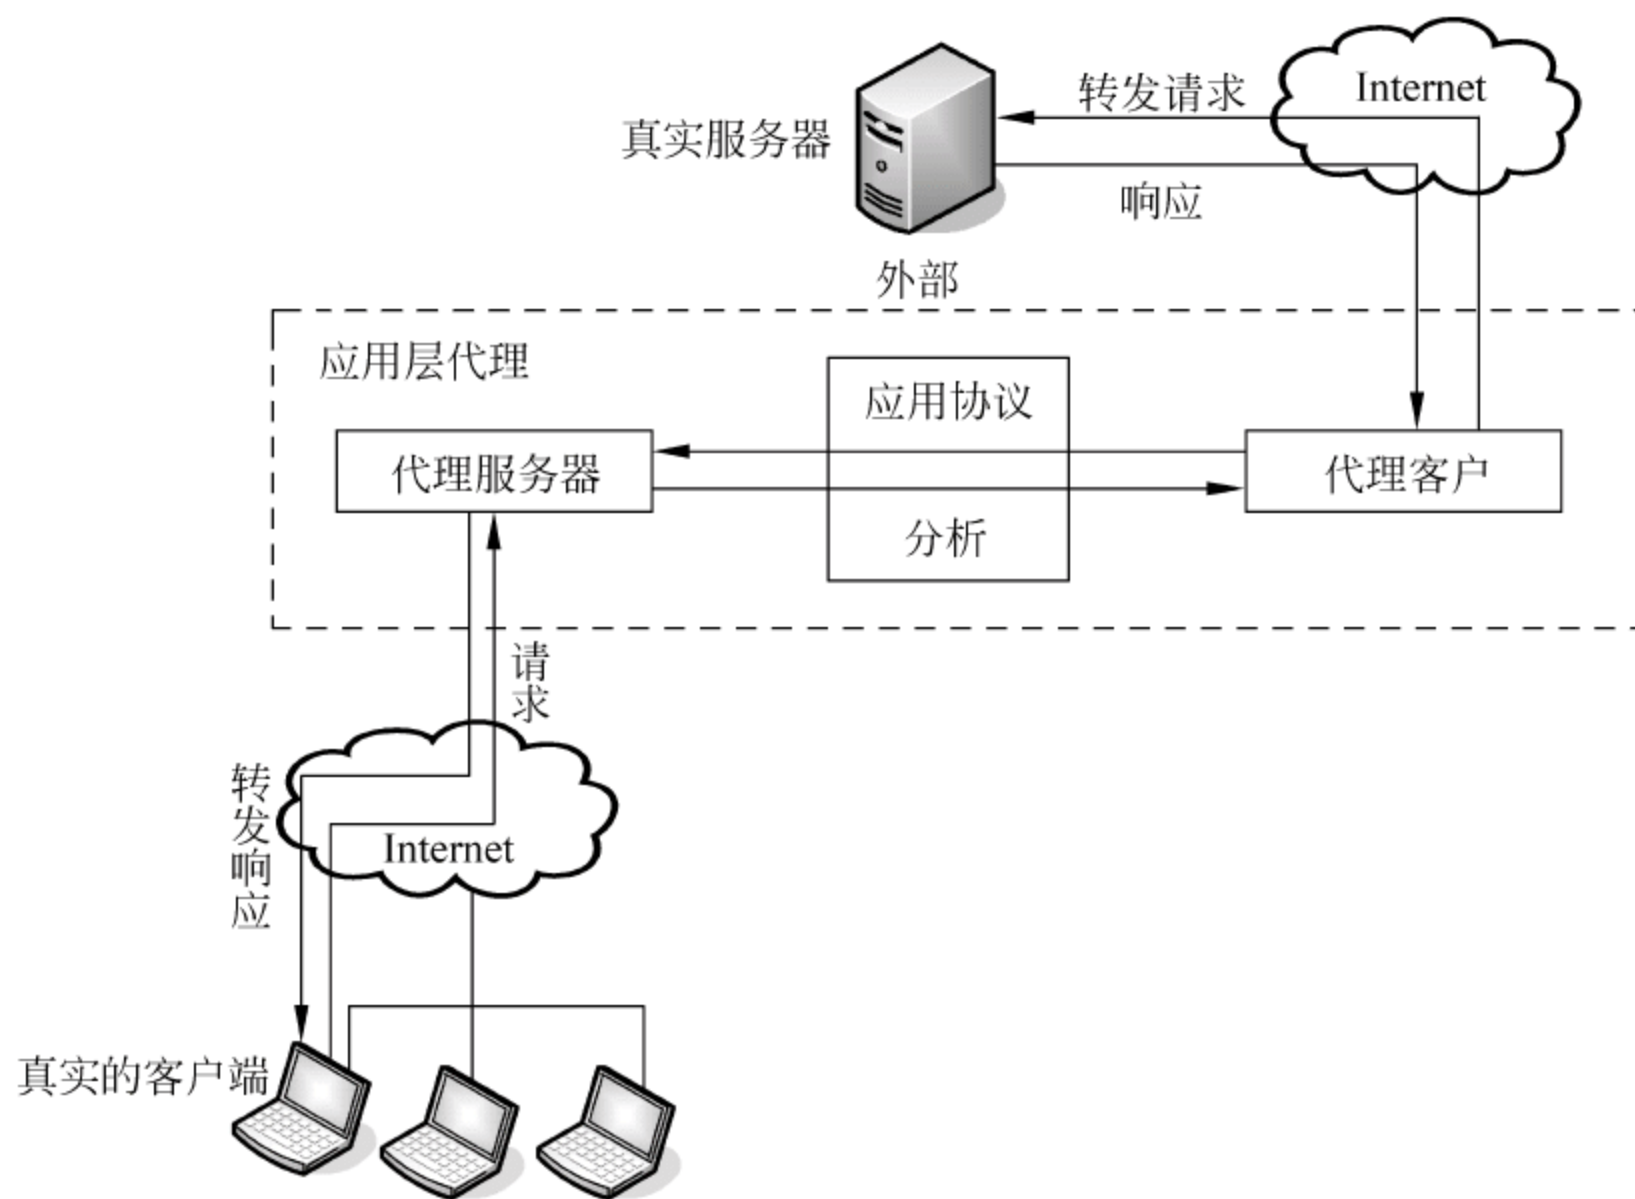 Internet
转发请求
真实服务器
响应
外部
应用层代理
应用协议
代理服务器
代理客户
分析
请求
转发响应
Internet
真实的客户端